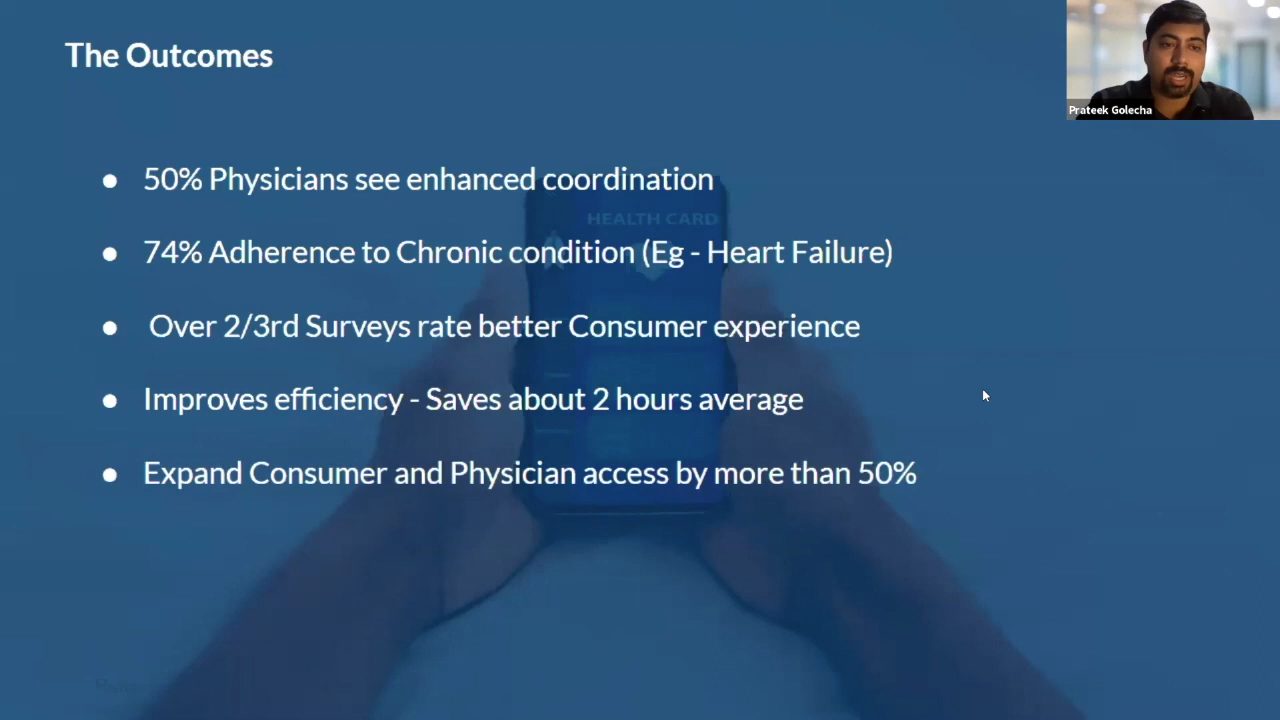 The Outcomes
Prateek Golecha
● 50% Physicians see enhanced coordination
HEALTH CARD
● 74% Adherence to Chronic condition (Eg - Heart Failure)
● Over 2/3rd Surveys rate better Consumer experience
● Improves efficiency - Saves about 2 hours average
● Expand Consumer and Physician access by more than 50%